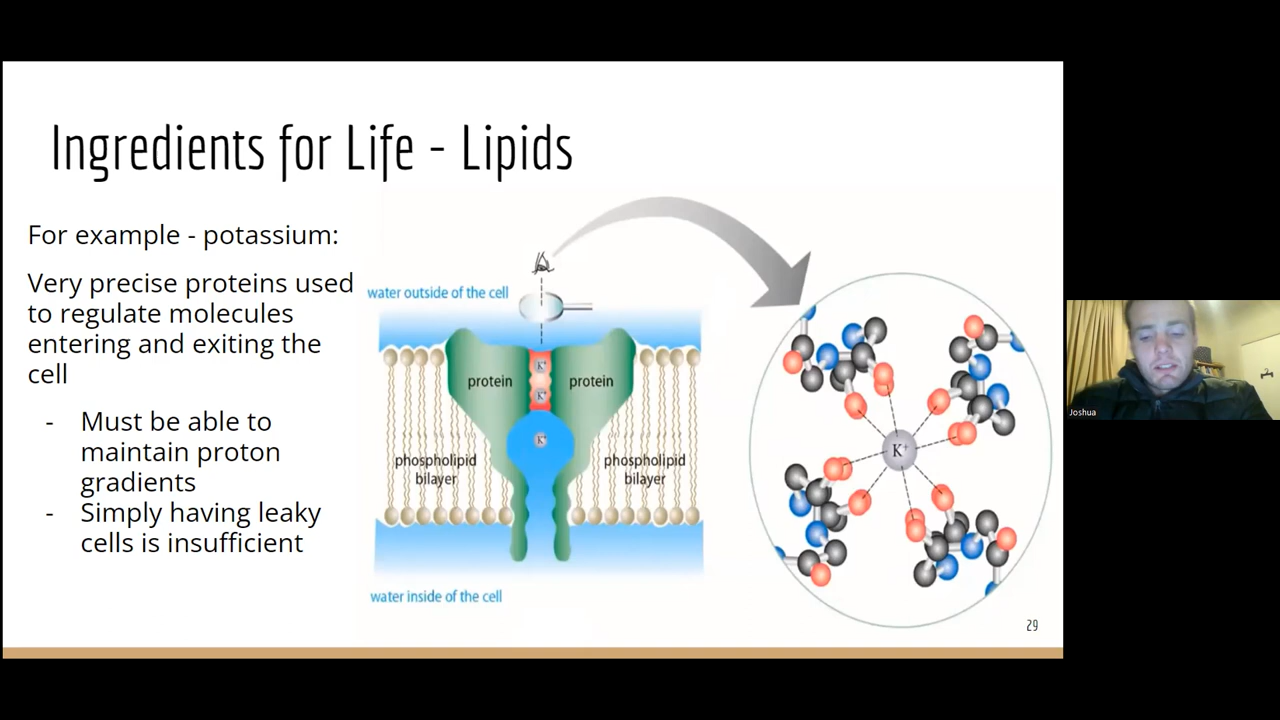 Ingredients for Life - Lipids
For example - potassium:
Very precise proteins used
to regulate molecules
entering and exiting the
cell
- Must be able to
maintain proton
gradients
- Simply having leaky
cells is insufficient
water outside of the cell
K+
K+
protein
protein
K+
phospholipid
bilayer
phospholipid
bilayer
water inside of the cell
K+
29
Joshua